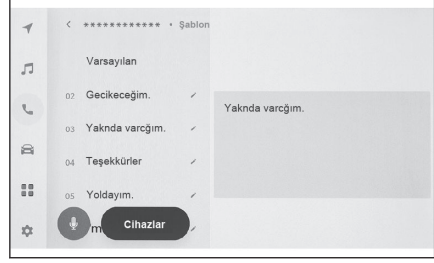 ************ • Şablon
Varsayılan
02 Gecikeceğim.
03 Yaknda varcğım.
04 Teşekkürler
05 Yoldayım.
Cihazlar
Yaknda varcğım.